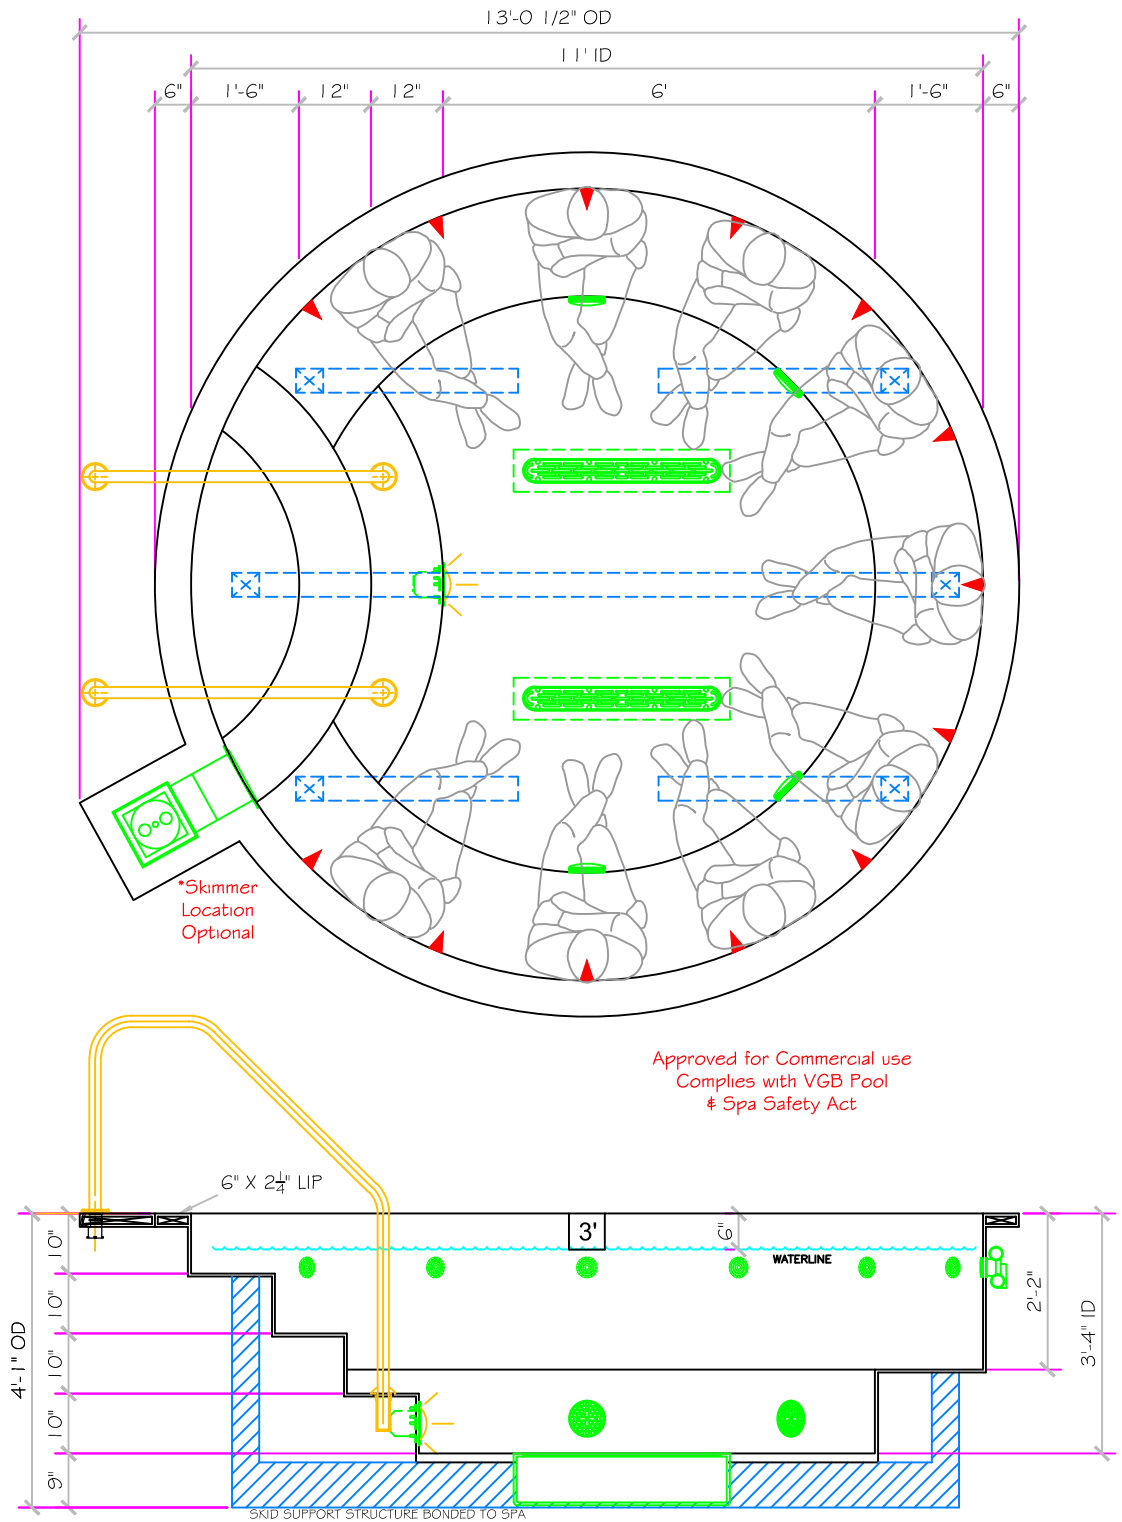 13'-0 1/2" OD
11' ID
6" 1'-6" 12" 12" 6' 1'-6" 6"
*Skimmer
Location
Optional
Approved for Commercial use
Complies with VGB Pool
& Spa Safety Act
6" X 2¼" LIP
3'
6"
WATERLINE
10"
10"
10"
10"
9"
4'-1" OD
2'-2"
3'-4" ID
SKID SUPPORT STRUCTURE BONDED TO SPA